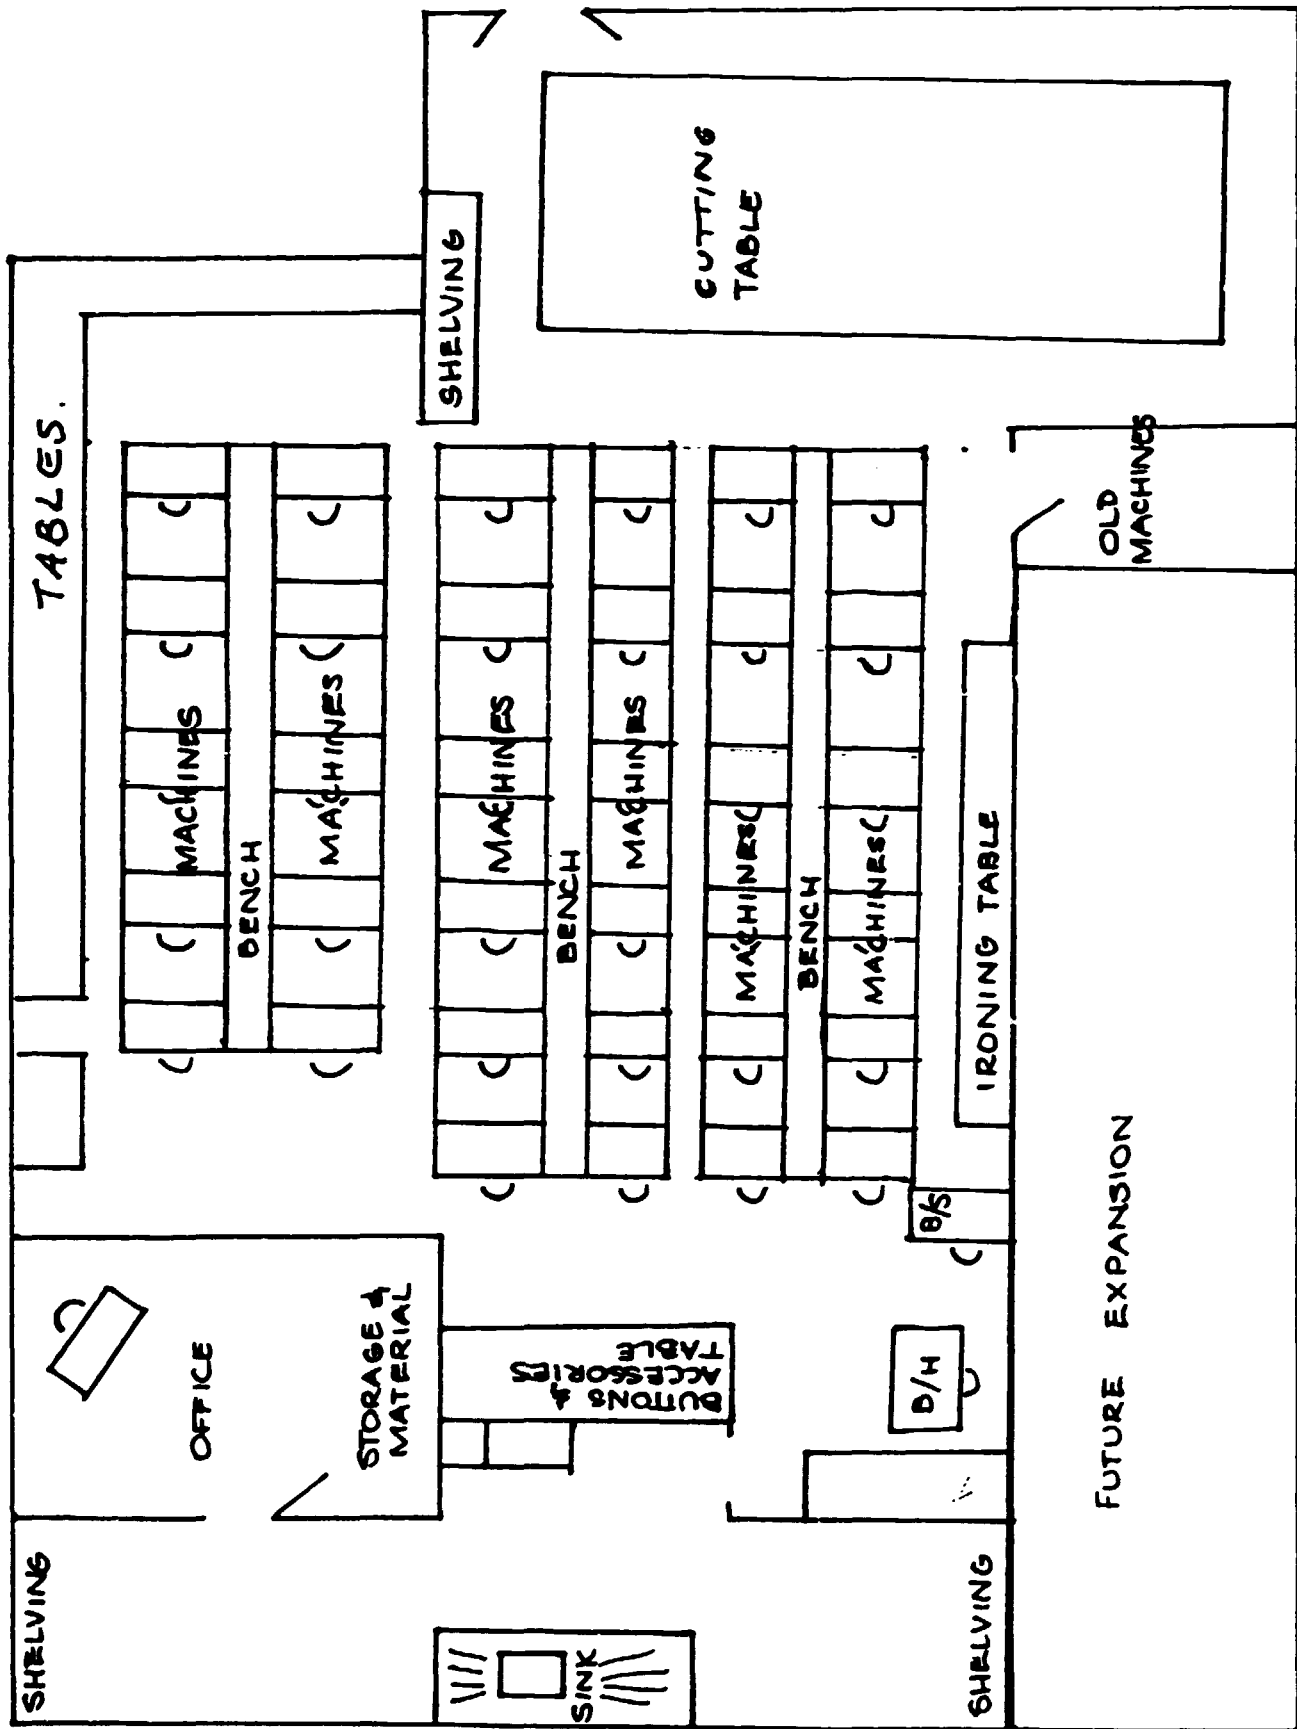 TABLES.
SHELVING
CUTTING
TABLE
MACHINES
BENCH
MACHINES
MACHINES
BENCH
MACHINES
MACHINES
BENCH
MACHINES
OLD
MACHINES
IRONING TABLE
B/S
SHELVING
OFFICE
STORAGE &
MATERIAL
BUTTONS &
ACCESSORIES
TABLE
B/H
SINK
SHELVING
FUTURE EXPANSION